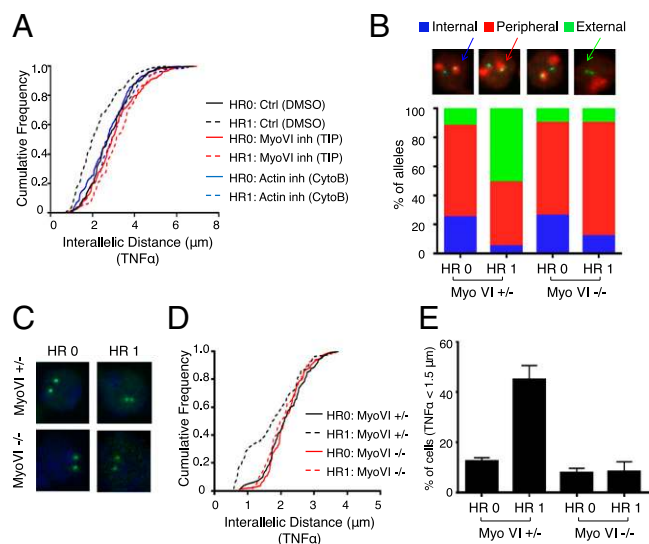 A
Cumulative Frequency
1.0
0.8
0.6
0.4
0.2
0
0 2 4 6 8
Interallelic Distance (μm)
(TNFα)
HR0: Ctrl (DMSO)
HR1: Ctrl (DMSO)
HR0: MyoVI inh (TIP)
HR1: MyoVI inh (TIP)
HR0: Actin inh (CytoB)
HR1: Actin inh (CytoB)
B
Internal Peripheral External
% of alleles
100
80
60
40
20
0
HR 0 HR 1 HR 0 HR 1
Myo VI +/- Myo VI -/-
C
HR 0 HR 1
MyoVI +/-
MyoVI -/-
D
Cumulative Frequency
1.0
0.8
0.6
0.4
0.2
0
0 1 2 3 4 5
Interallelic Distance (μm)
(TNFα)
HR0: MyoVI +/-
HR1: MyoVI +/-
HR0: MyoVI -/-
HR1: MyoVI -/-
E
% of cells (TNFα < 1.5 μm)
60
40
20
0
HR 0 HR 1 HR 0 HR 1
Myo VI +/- Myo VI -/-